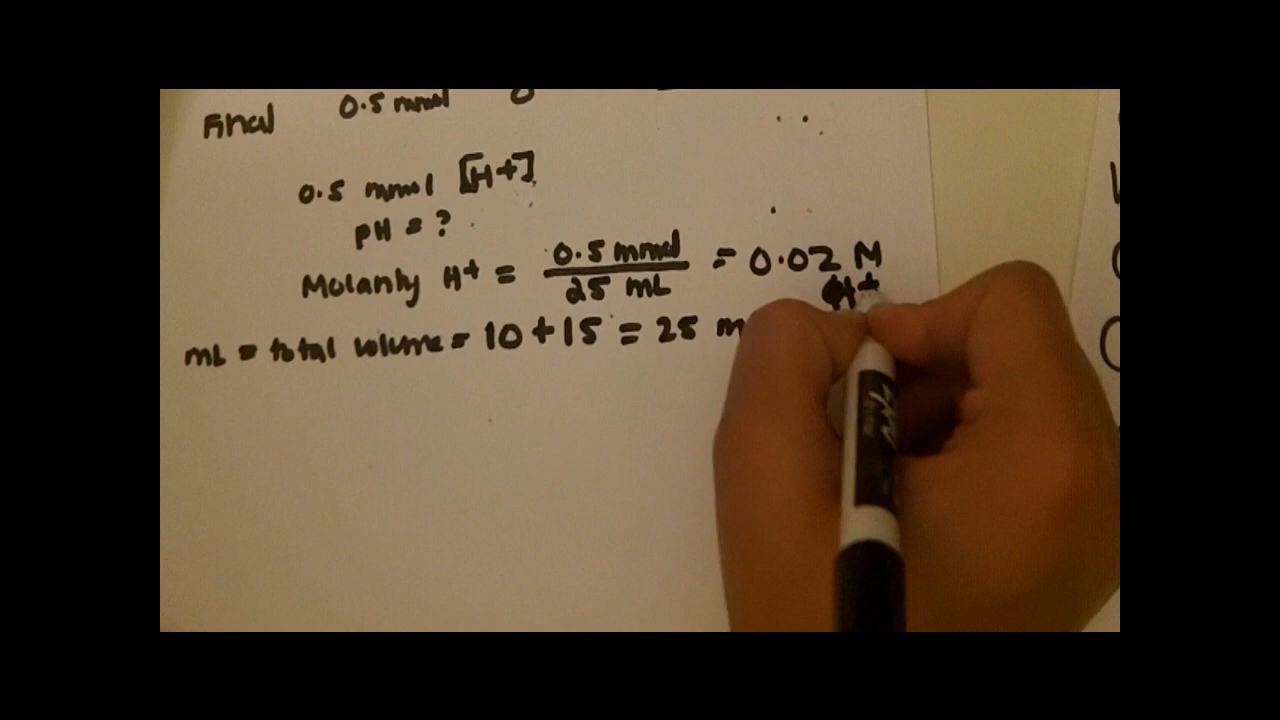 Final 0.5 mmol 0
0.5 mmol [H+]
pH = ?
Molarity H+ = 0.5 mmol / 25 mL = 0.02 M
H+
mL = total volume = 10 + 15 = 25 m